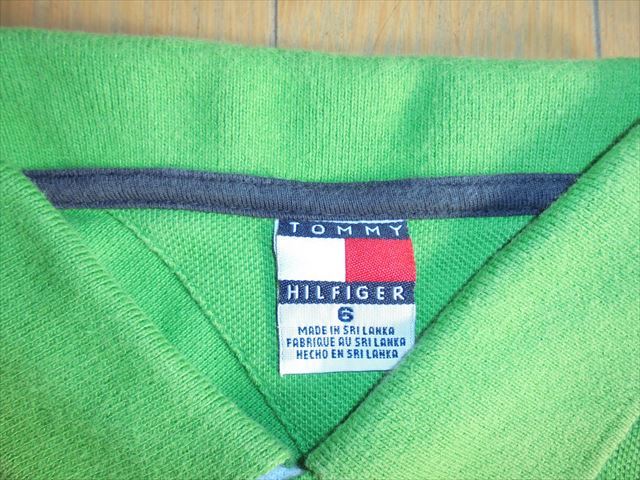 TOMMY
HILFIGER
6
MADE IN SRI LANKA
FABRIQUE AU SRI LANKA
HECHO EN SRI LANKA